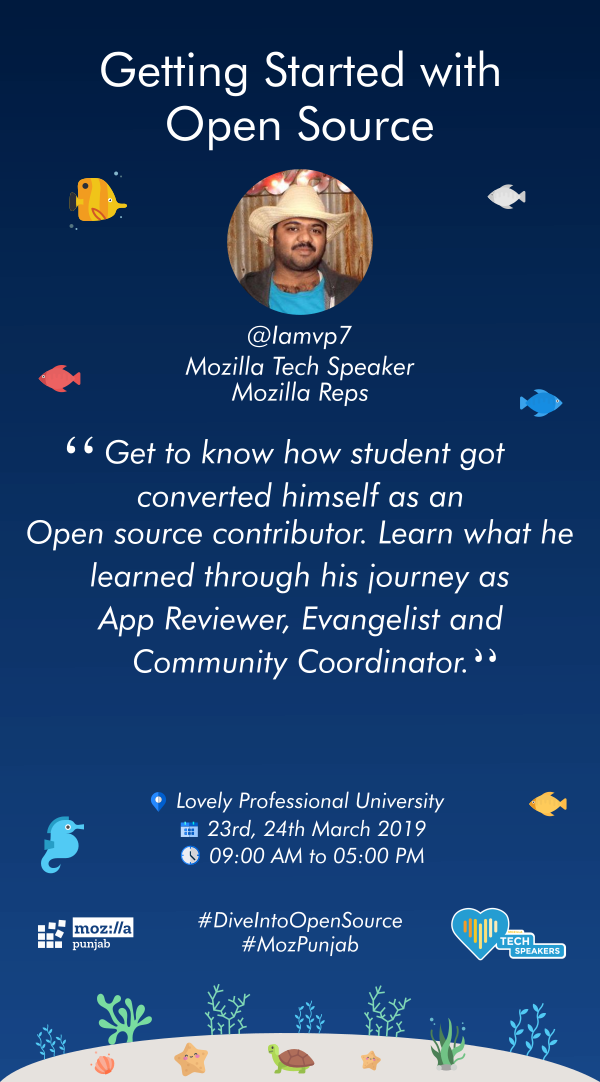 Getting Started with
Open Source
@Iamvp7
Mozilla Tech Speaker
Mozilla Reps
“ Get to know how student got
converted himself as an
Open source contributor. Learn what he
learned through his journey as
App Reviewer, Evangelist and
Community Coordinator.”
Lovely Professional University
23rd, 24th March 2019
09:00 AM to 05:00 PM
#DiveIntoOpenSource
#MozPunjab
moz://a
punjab
TECH
SPEAKERS